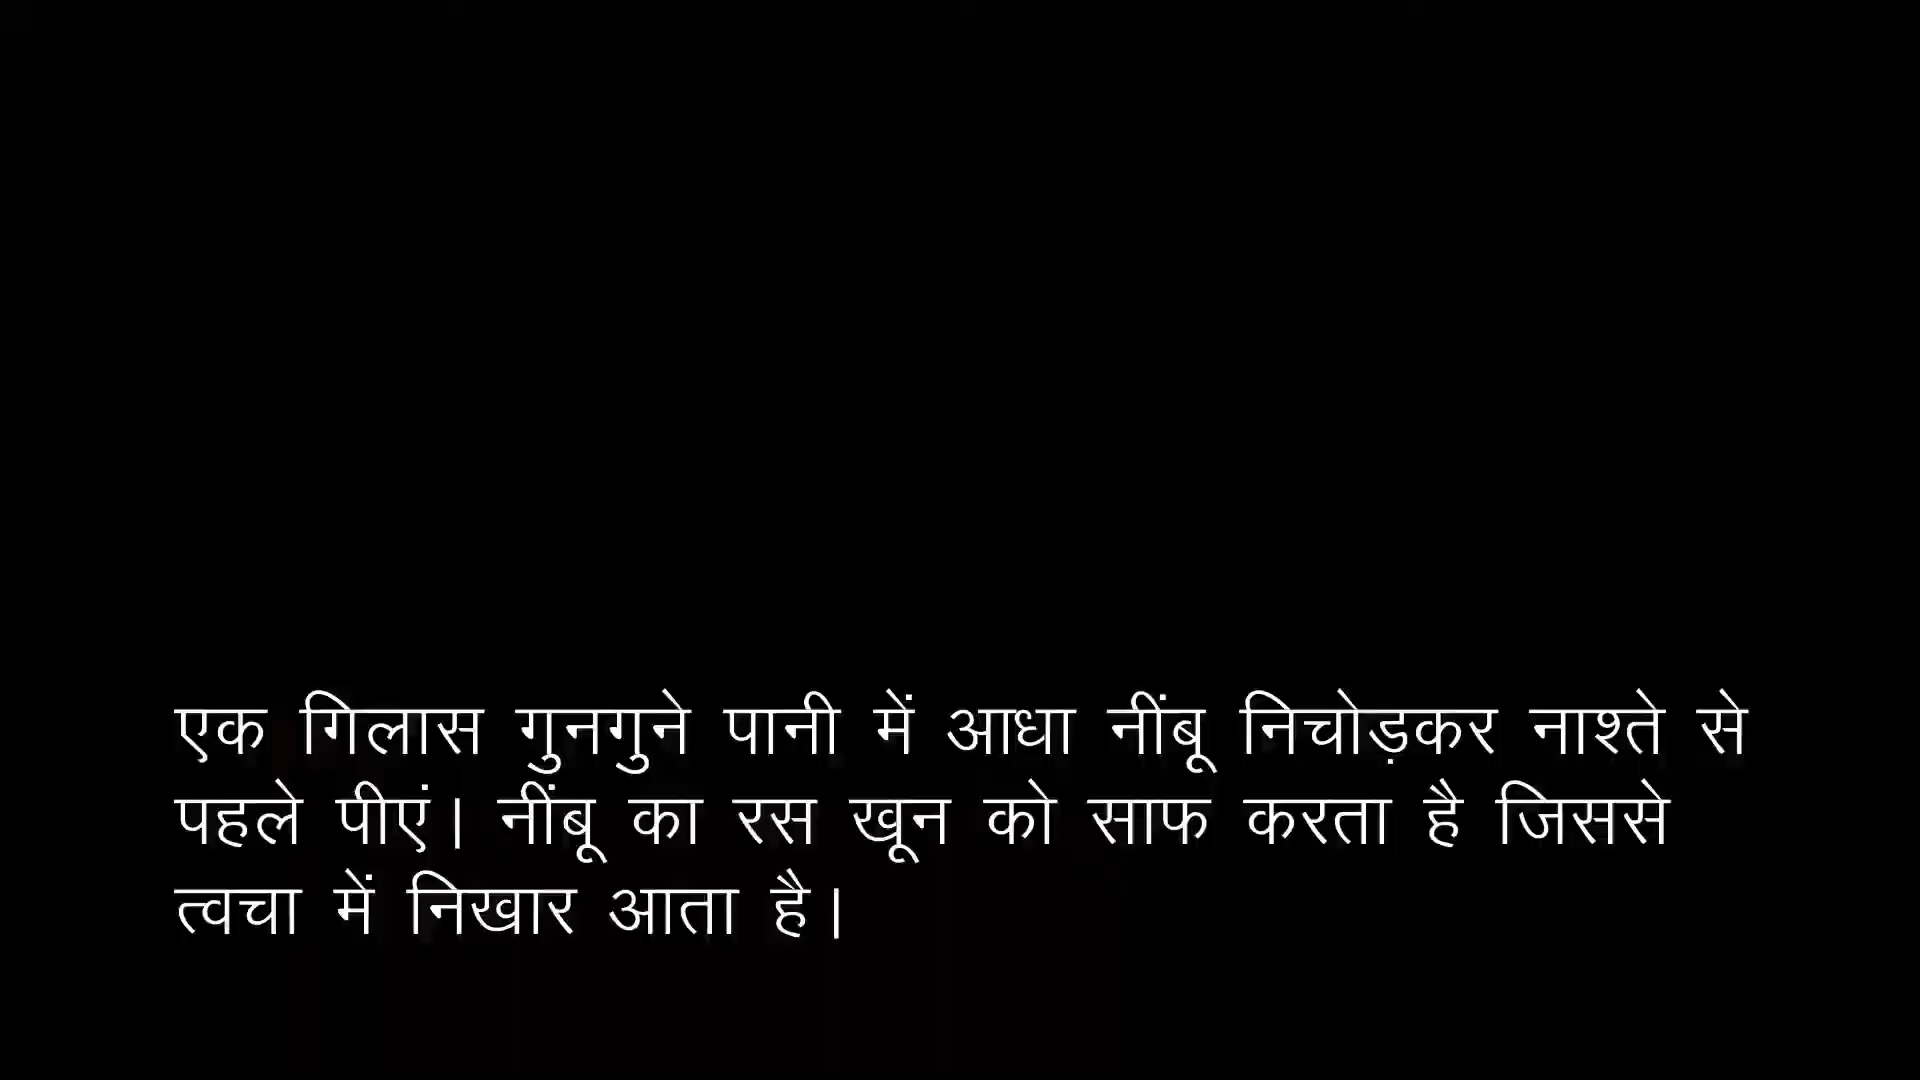 एक गिलास गुनगुने पानी में आधा नींबू निचोड़कर नाश्ते से
पहले पीएं। नींबू का रस खून को साफ करता है जिससे
त्वचा में निखार आता है।